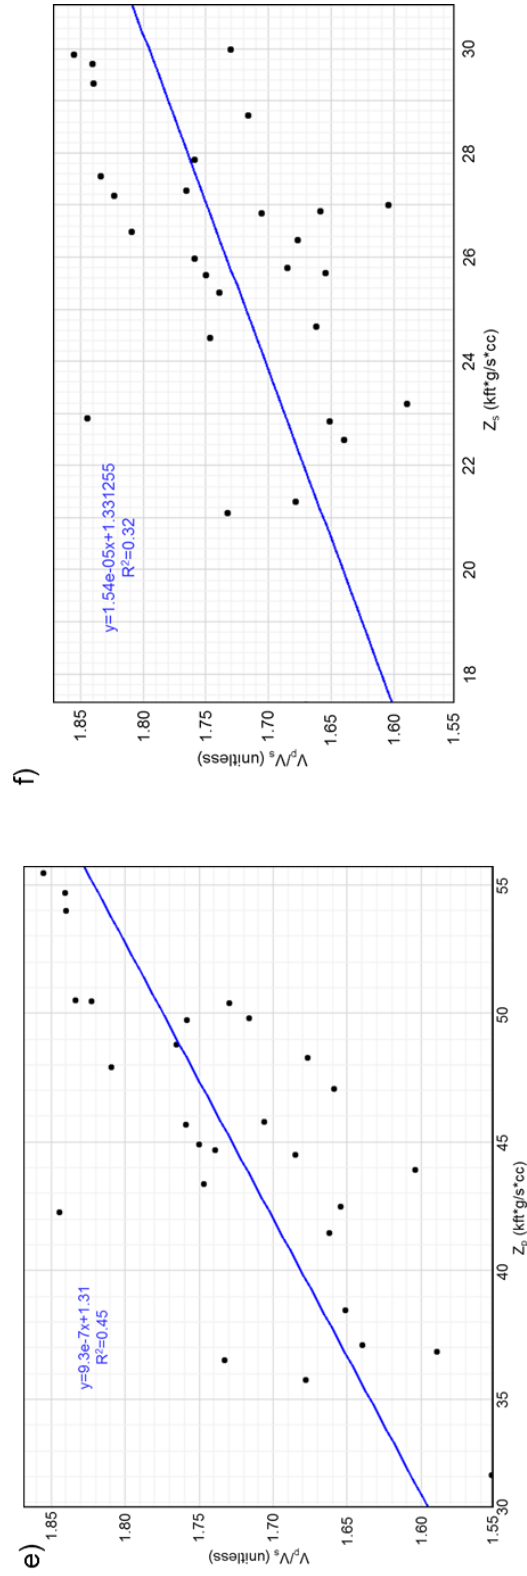 e)
y=9.3e-7x+1.31
R²=0.45
1.85
1.80
1.75
1.70
1.65
1.60
1.55
Vₚ/Vₛ (unitless)
30
35
40
45
50
55
Zₚ (kft*g/s*cc)
f)
y=1.54e-05x+1.331255
R²=0.32
1.85
1.80
1.75
1.70
1.65
1.60
1.55
Vₚ/Vₛ (unitless)
18
20
22
24
26
28
30
Zₛ (kft*g/s*cc)